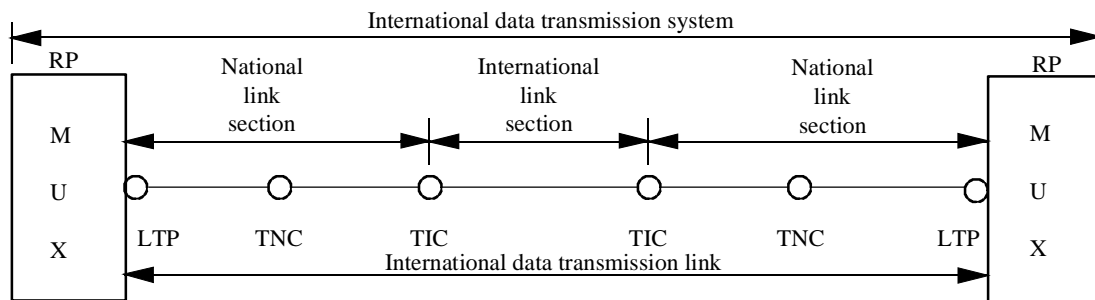 International data transmission system
RP
RP
National
link
section
International
link
section
National
link
section
M
U
X
M
U
X
LTP
TNC
TIC
TIC
TNC
LTP
International data transmission link